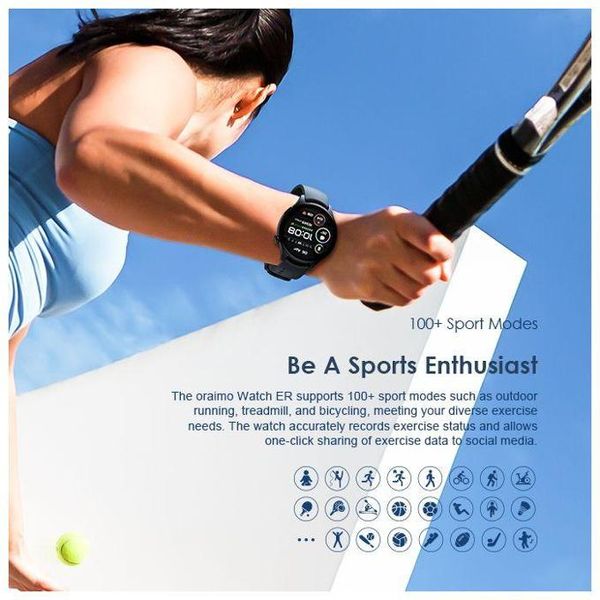 10:08
100+ Sport Modes
Be A Sports Enthusiast
The oraimo Watch ER supports 100+ sport modes such as outdoor
running, treadmill, and bicycling, meeting your diverse exercise
needs. The watch accurately records exercise status and allows
one-click sharing of exercise data to social media.